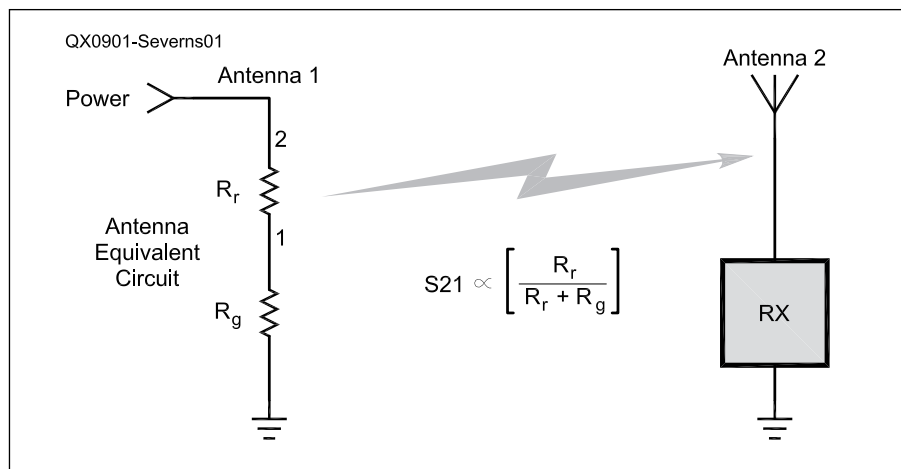 QX0901-Severns01
Antenna 1
Antenna 2
Power
2
Rr
1
Antenna
Equivalent
Circuit
Rg
S21 ∝ [Rr / (Rr + Rg)]
RX